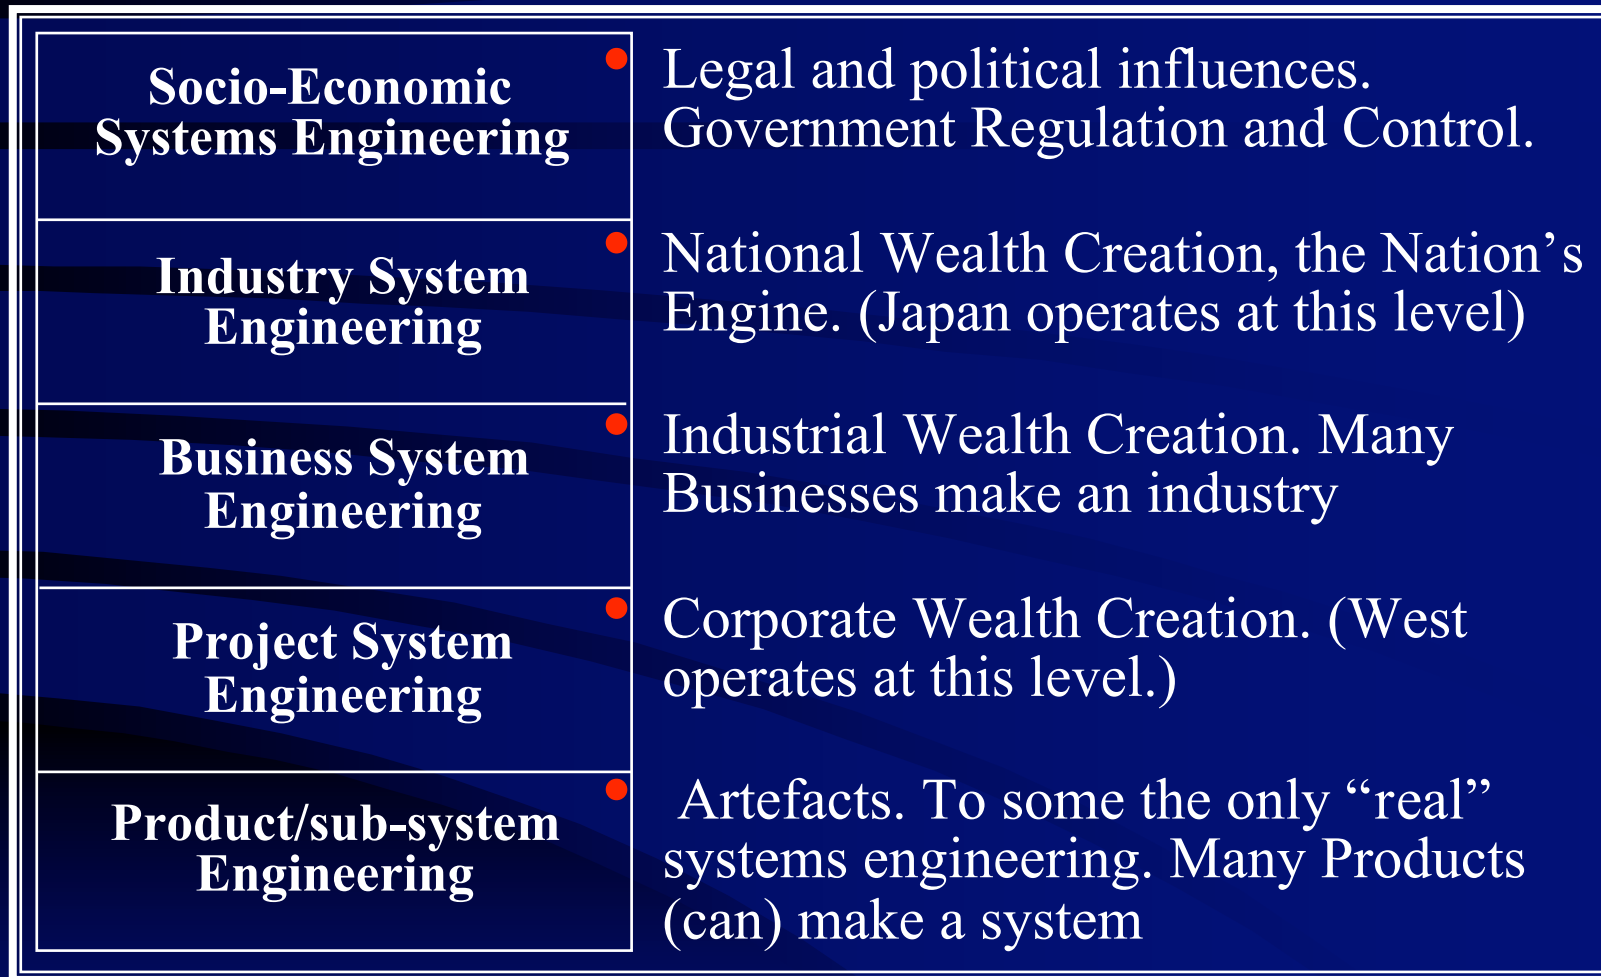 Socio-Economic
Systems Engineering
• Legal and political influences.
Government Regulation and Control.
Industry System
Engineering
• National Wealth Creation, the Nation’s
Engine. (Japan operates at this level)
Business System
Engineering
• Industrial Wealth Creation. Many
Businesses make an industry
Project System
Engineering
• Corporate Wealth Creation. (West
operates at this level.)
Product/sub-system
Engineering
• Artefacts. To some the only “real”
systems engineering. Many Products
(can) make a system